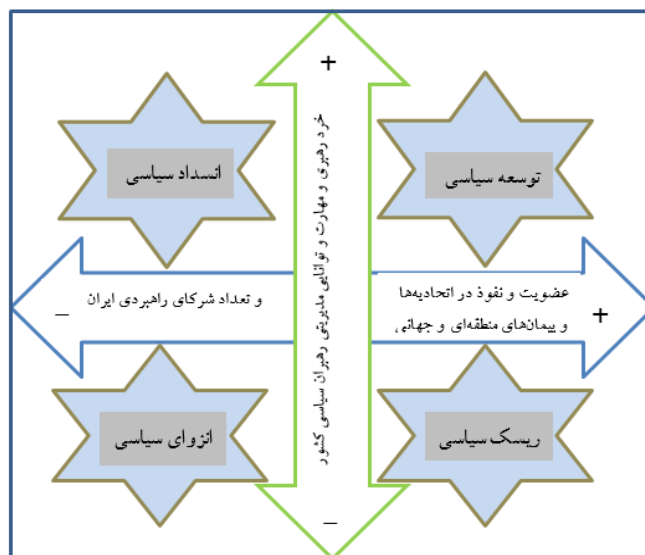 +
توسعه سیاسی
انسداد سیاسی
خرد رهبری و مهارت و توانایی مدیریتی رهبران سیاسی کشور
عضویت و نفوذ در اتحادیه‌ها
و پیمان‌های منطقه‌ای و جهانی
+
و تعداد شرکای راهبردی ایران
–
ریسک سیاسی
انزوای سیاسی
–